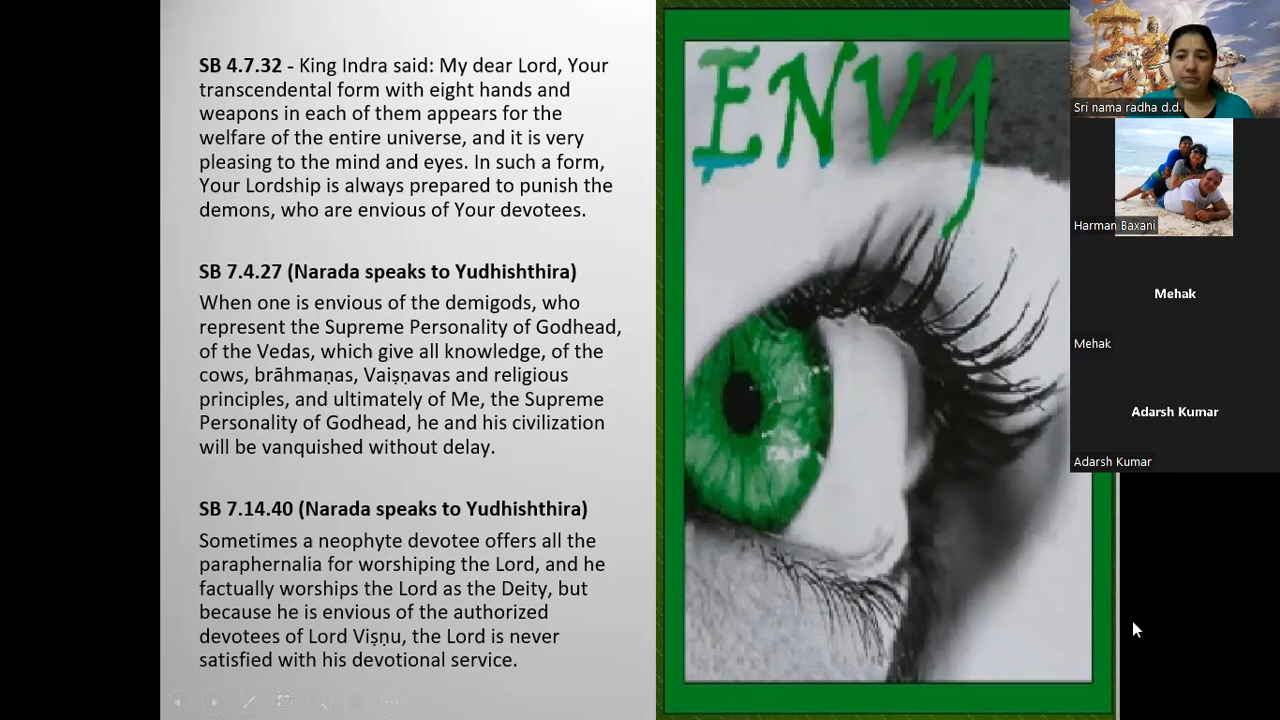 SB 4.7.32 - King Indra said: My dear Lord, Your
transcendental form with eight hands and
weapons in each of them appears for the
welfare of the entire universe, and it is very
pleasing to the mind and eyes. In such a form,
Your Lordship is always prepared to punish the
demons, who are envious of Your devotees.
SB 7.4.27 (Narada speaks to Yudhishthira)
When one is envious of the demigods, who
represent the Supreme Personality of Godhead,
of the Vedas, which give all knowledge, of the
cows, brāhmaṇas, Vaiṣṇavas and religious
principles, and ultimately of Me, the Supreme
Personality of Godhead, he and his civilization
will be vanquished without delay.
SB 7.14.40 (Narada speaks to Yudhishthira)
Sometimes a neophyte devotee offers all the
paraphernalia for worshiping the Lord, and he
factually worships the Lord as the Deity, but
because he is envious of the authorized
devotees of Lord Viṣṇu, the Lord is never
satisfied with his devotional service.
ENVY
Sri nama radha d.d.
Harman Baxani
Mehak
Mehak
Adarsh Kumar
Adarsh Kumar